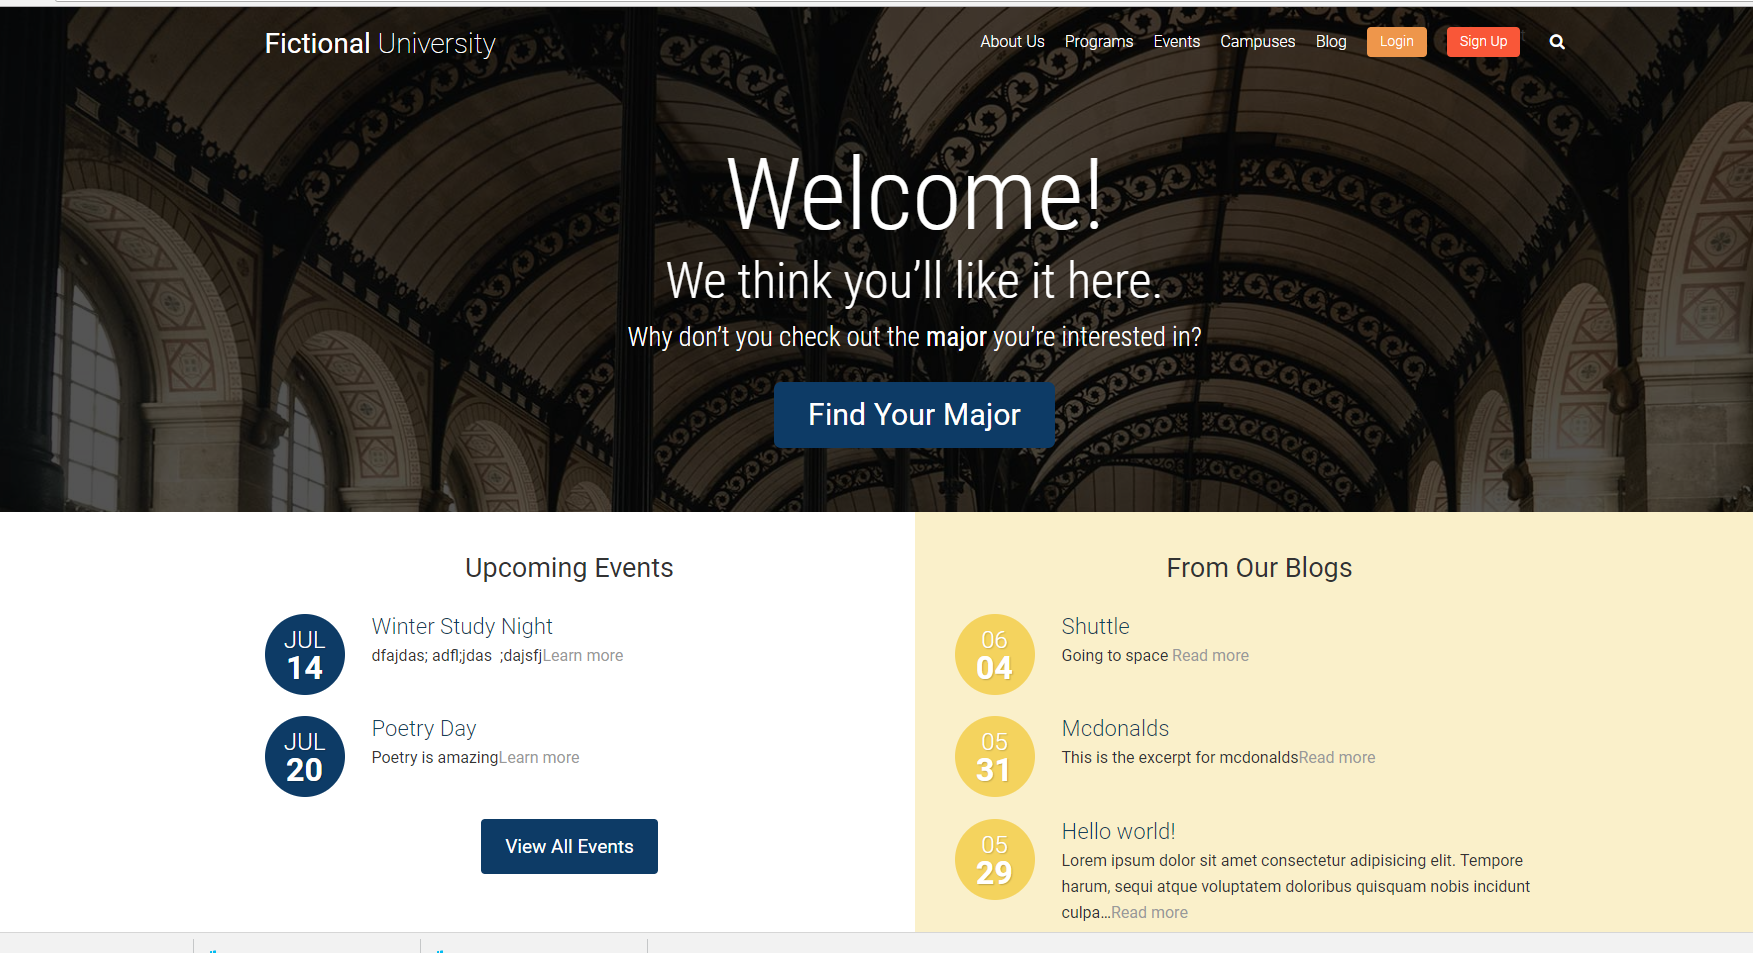 Fictional University
About Us Programs Events Campuses Blog Login Sign Up
Welcome!
We think you’ll like it here.
Why don’t you check out the major you’re interested in?
Find Your Major
Upcoming Events
JUL
14
Winter Study Night
dfajdas; adfl;jdas  ;dajsfjLearn more
JUL
20
Poetry Day
Poetry is amazingLearn more
View All Events
From Our Blogs
06
04
Shuttle
Going to space Read more
05
31
Mcdonalds
This is the excerpt for mcdonaldsRead more
05
29
Hello world!
Lorem ipsum dolor sit amet consectetur adipisicing elit. Tempore
harum, sequi atque voluptatem doloribus quisquam nobis incidunt
culpa…Read more